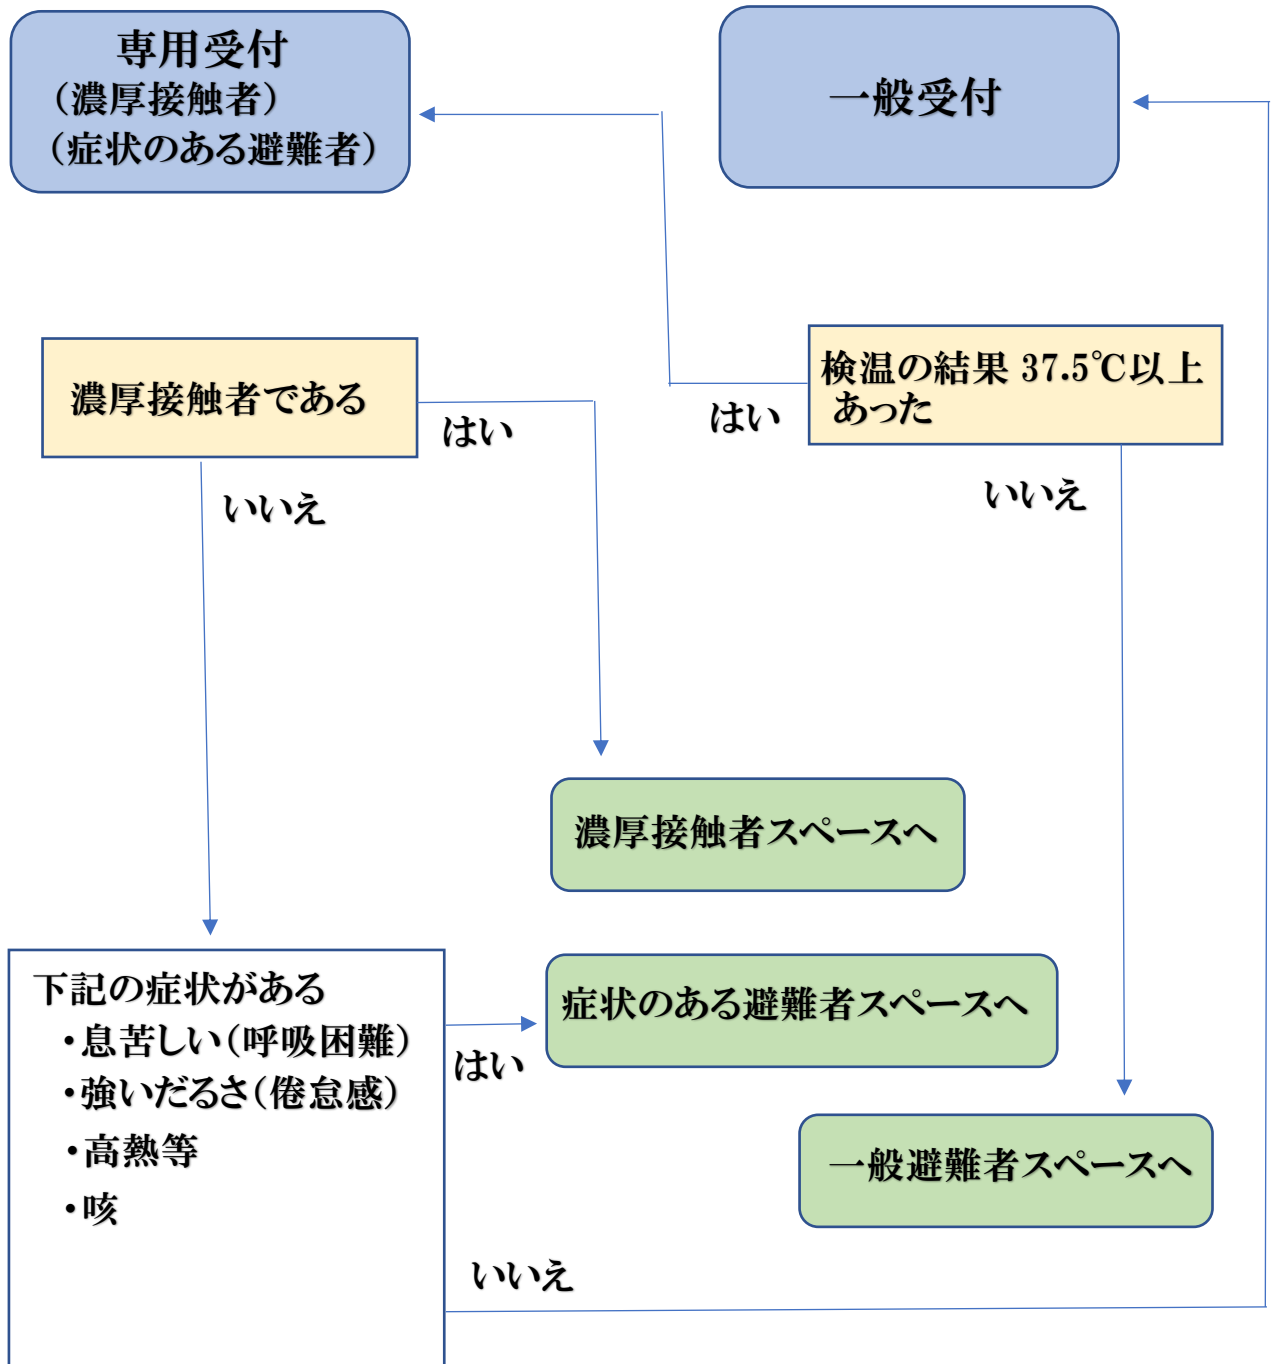 専用受付
（濃厚接触者）
（症状のある避難者）
一般受付
濃厚接触者である
はい
いいえ
検温の結果 37.5℃以上
あった
はい
いいえ
濃厚接触者スペースへ
下記の症状がある
・息苦しい（呼吸困難）
・強いだるさ（倦怠感）
・高熱等
・咳
はい
いいえ
症状のある避難者スペースへ
一般避難者スペースへ